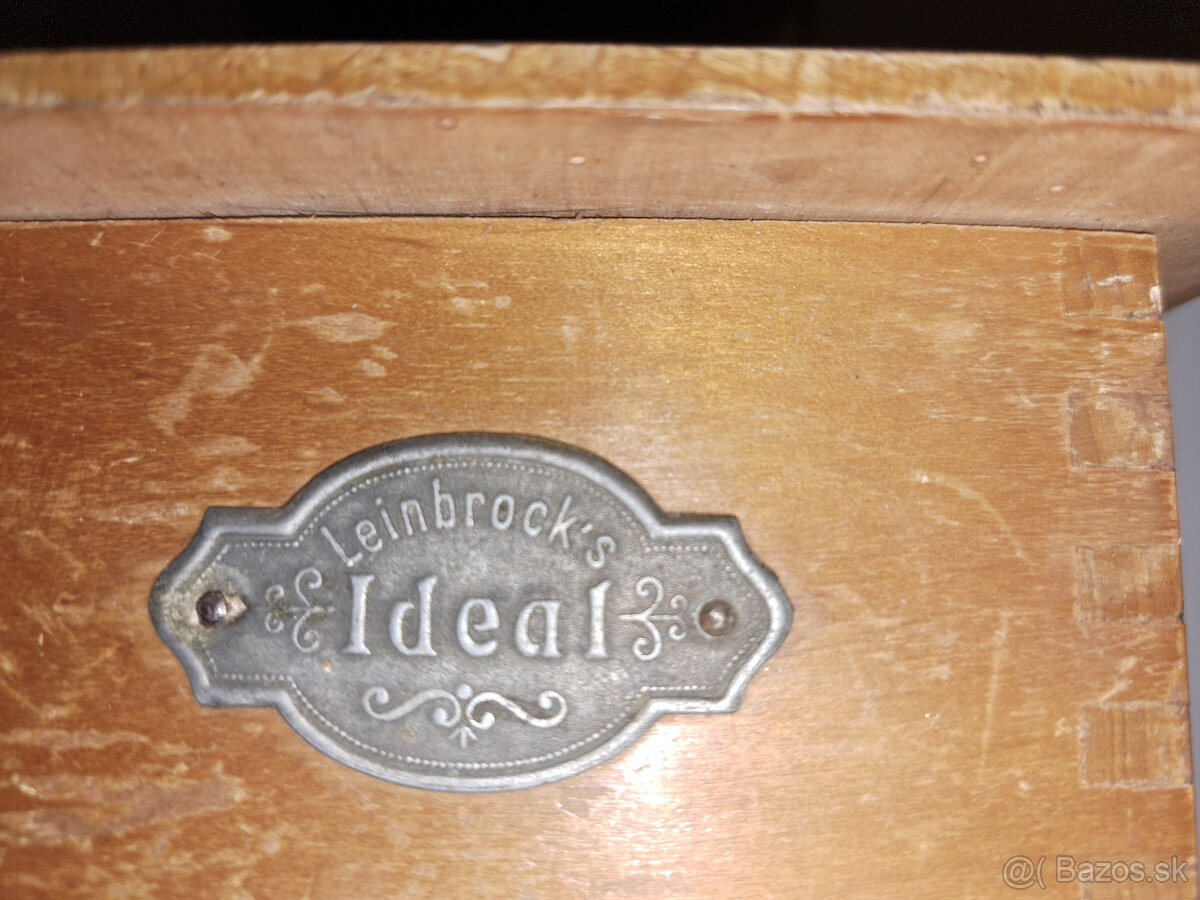 Leinbrock's
Ideal
@( Bazos.sk